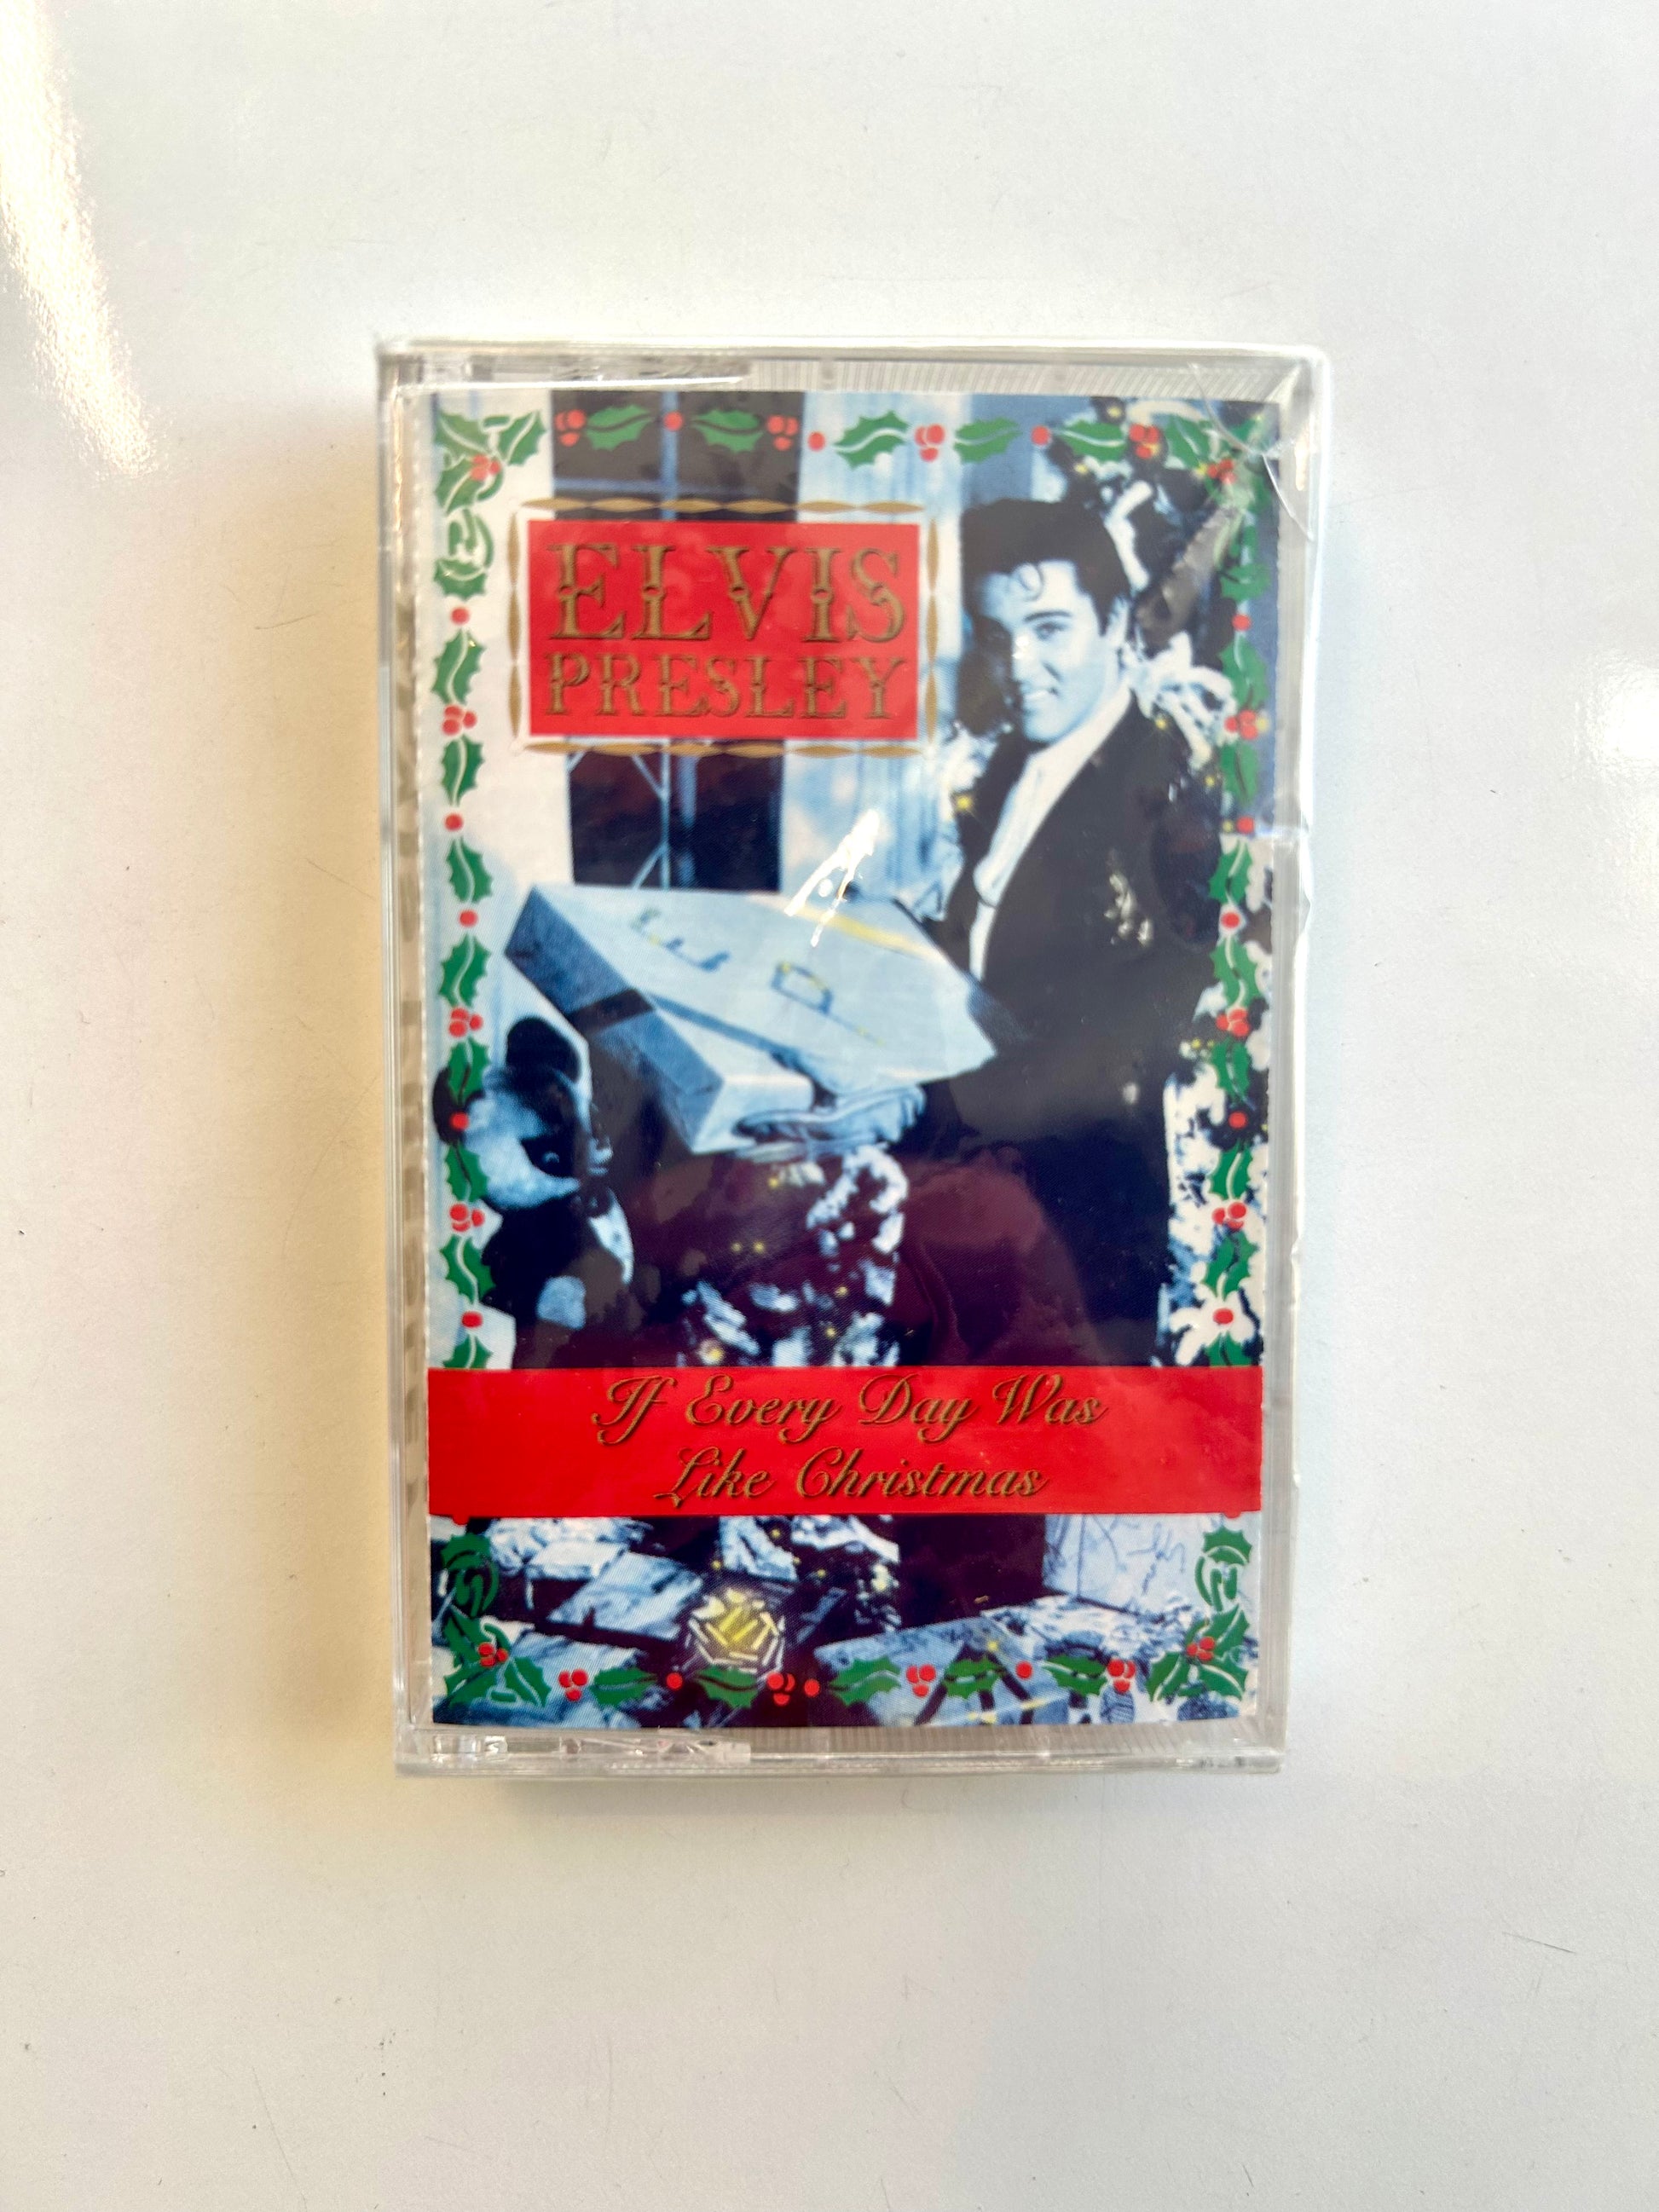 ELVIS
PRESLEY
If Every Day Was
Like Christmas